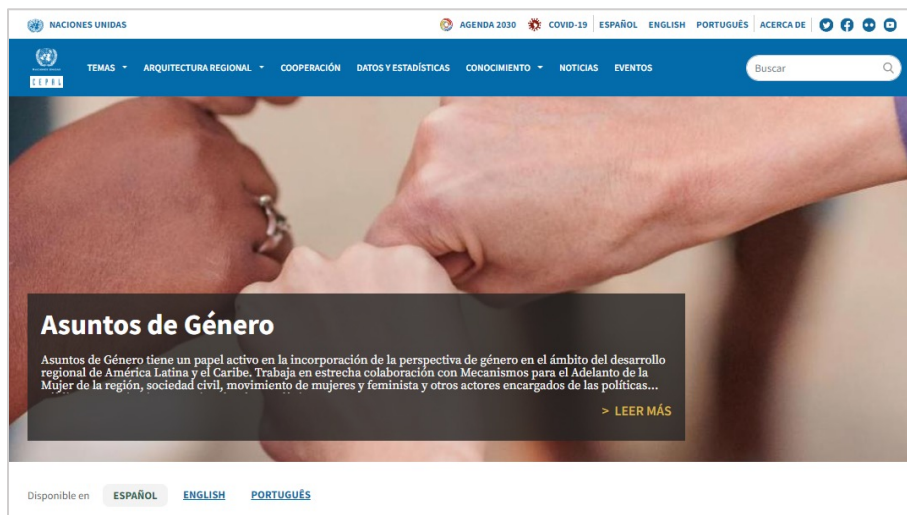 NACIONES UNIDAS
AGENDA 2030 COVID-19 ESPAÑOL ENGLISH PORTUGUÊS ACERCA DE
CEPAL
TEMAS ARQUITECTURA REGIONAL COOPERACIÓN DATOS Y ESTADÍSTICAS CONOCIMIENTO NOTICIAS EVENTOS
Buscar
Asuntos de Género
Asuntos de Género tiene un papel activo en la incorporación de la perspectiva de género en el ámbito del desarrollo
regional de América Latina y el Caribe. Trabaja en estrecha colaboración con Mecanismos para el Adelanto de la
Mujer de la región, sociedad civil, movimiento de mujeres y feminista y otros actores encargados de las políticas...
> LEER MÁS
Disponible en ESPAÑOL ENGLISH PORTUGUÊS